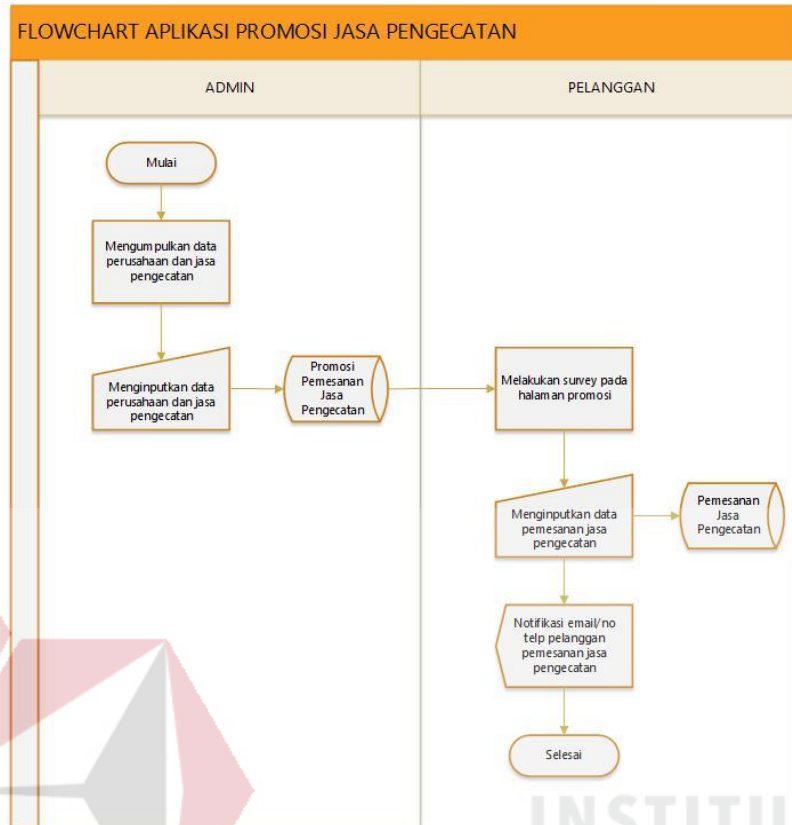 FLOWCHART APLIKASI PROMOSI JASA PENGECATAN
ADMIN
PELANGGAN
Mulai
Mengumpulkan data
perusahaan dan jasa
pengecatan
Menginputkan data
perusahaan dan jasa
pengecatan
Promosi
Pemesanan
Jasa
Pengecatan
Melakukan survey pada
halaman promosi
Menginputkan data
pemesanan jasa
pengecatan
Pemesanan
Jasa
Pengecatan
Notifikasi email/no
telp pelanggan
pemesanan jasa
pengecatan
Selesai